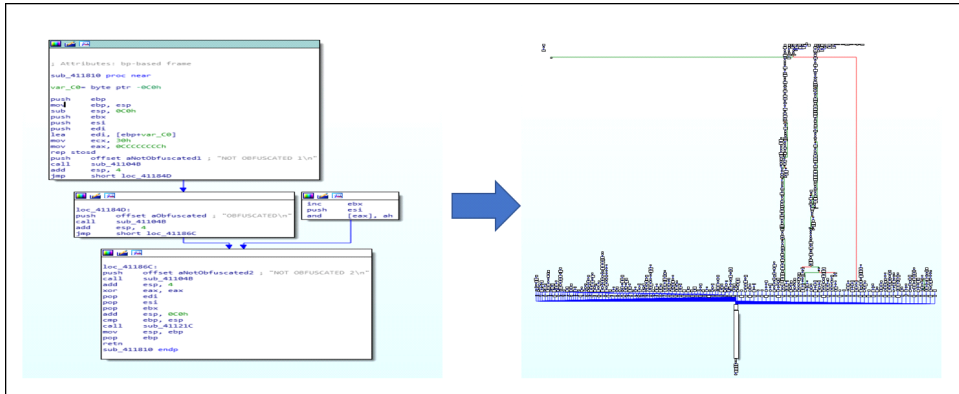 ; Attributes: bp-based frame
sub_411810 proc near
var_C0= byte ptr -0C0h
push ebp
mov ebp, esp
sub esp, 0C0h
push ebx
push esi
push edi
lea edi, [ebp+var_C0]
mov ecx, 30h
mov eax, 0CCCCCCCCh
rep stosd
push offset aNotObfuscated1 ; "NOT OBFUSCATED 1\n"
call sub_41104B
add esp, 4
jmp short loc_41184D
loc_41184D:
push offset aObfuscated ; "OBFUSCATED\n"
call sub_41104B
add esp, 4
jmp short loc_41186C
inc ebx
push esi
and [eax], ah
loc_41186C:
push offset aNotObfuscated2 ; "NOT OBFUSCATED 2\n"
call sub_41104B
add esp, 4
xor eax, eax
pop edi
pop esi
pop ebx
add esp, 0C0h
cmp ebp, esp
call sub_41121C
mov esp, ebp
pop ebp
retn
sub_411810 endp